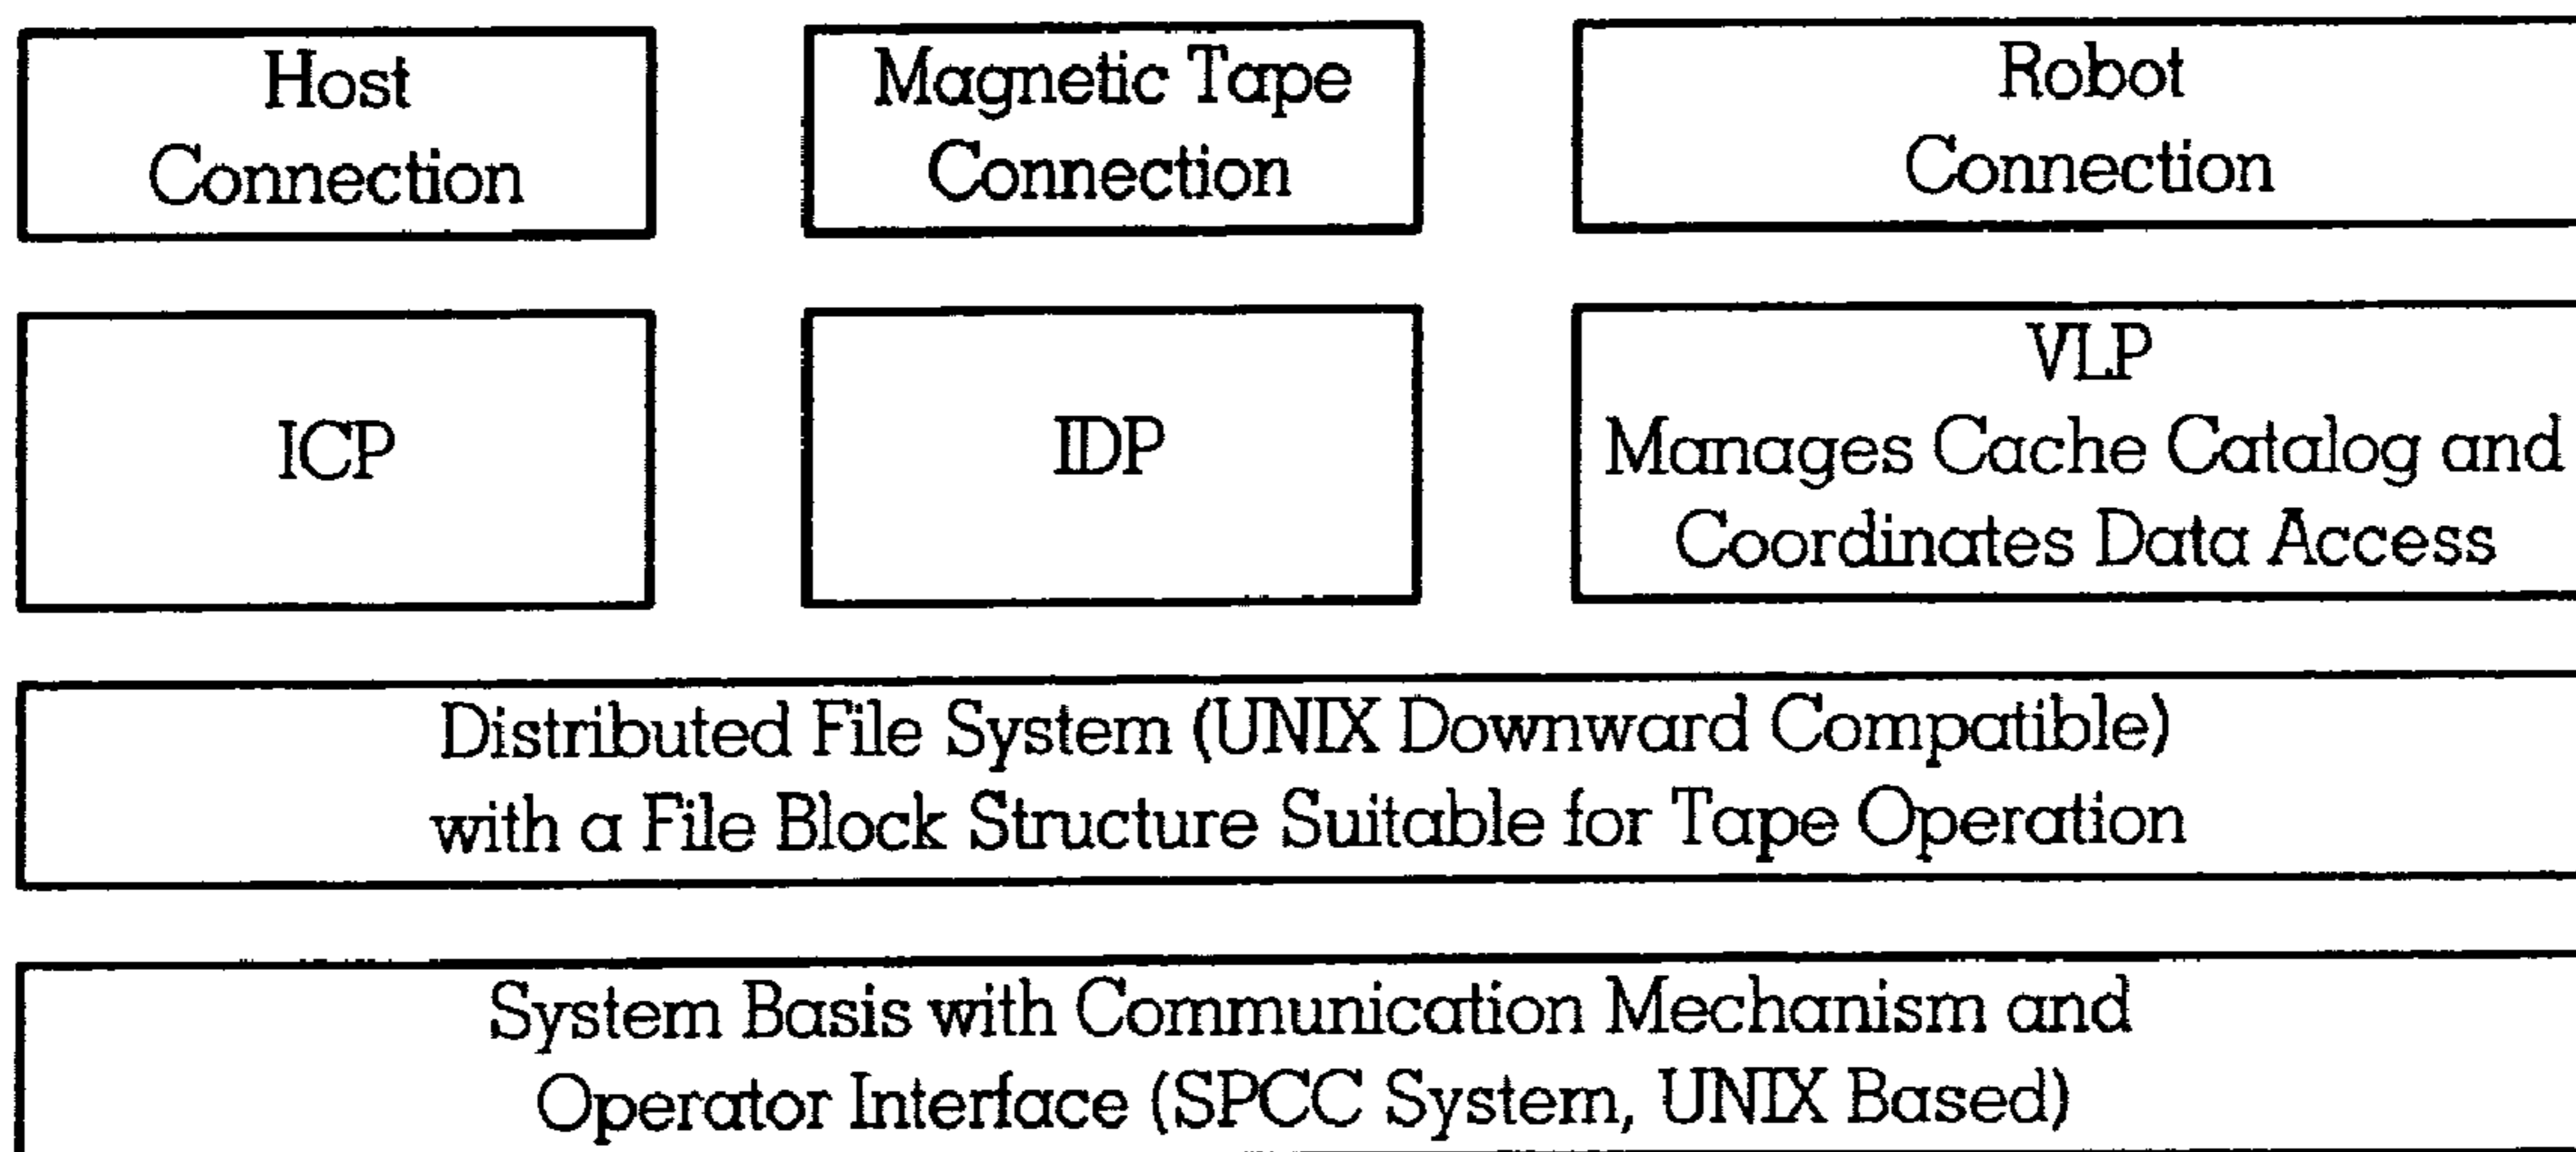 Host
Connection
Magnetic Tape
Connection
Robot
Connection
ICP
IDP
VLP
Manages Cache Catalog and
Coordinates Data Access
Distributed File System (UNIX Downward Compatible)
with a File Block Structure Suitable for Tape Operation
System Basis with Communication Mechanism and
Operator Interface (SPCC System, UNIX Based)